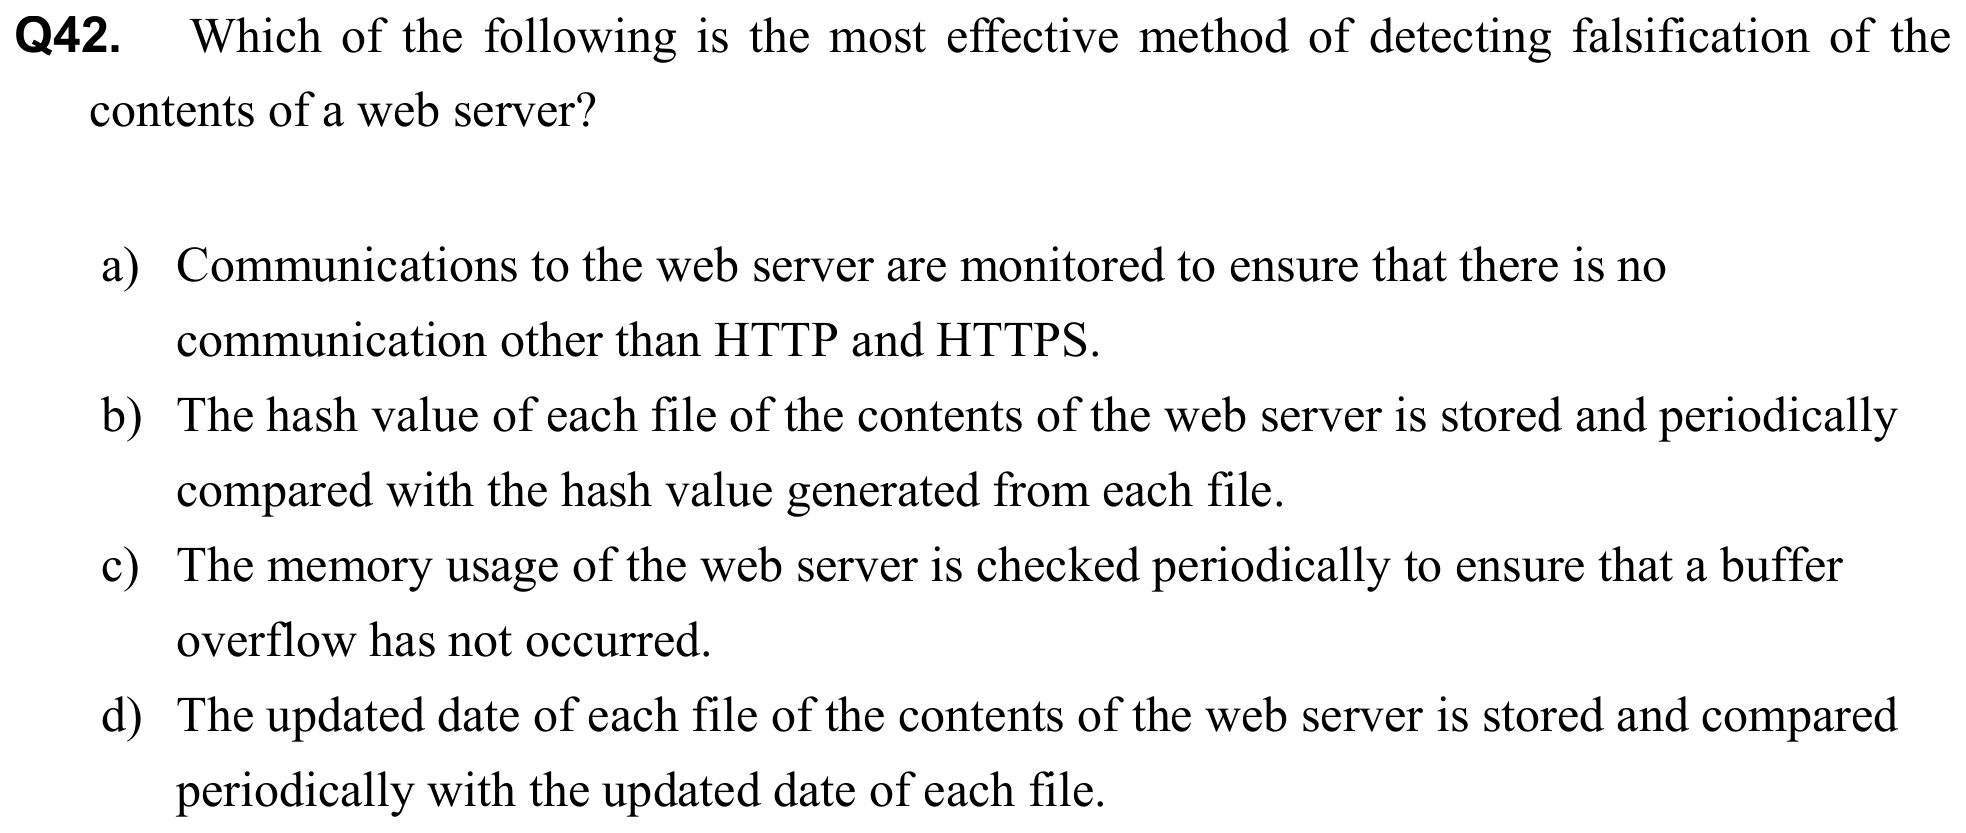 Q42. Which of the following is the most effective method of detecting falsification of the
contents of a web server?
a) Communications to the web server are monitored to ensure that there is no
communication other than HTTP and HTTPS.
b) The hash value of each file of the contents of the web server is stored and periodically
compared with the hash value generated from each file.
c) The memory usage of the web server is checked periodically to ensure that a buffer
overflow has not occurred.
d) The updated date of each file of the contents of the web server is stored and compared
periodically with the updated date of each file.